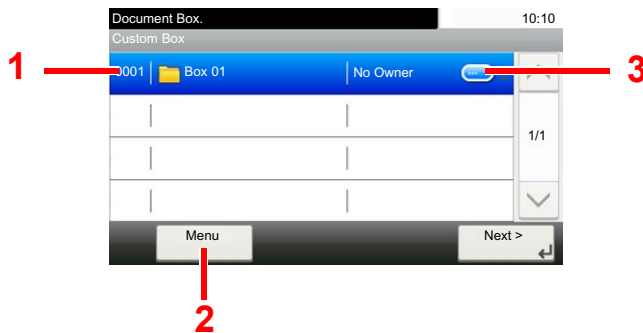 Document Box. 10:10
Custom Box
1 0001 Box 01 No Owner ... 3
1/1
Menu Next >
2